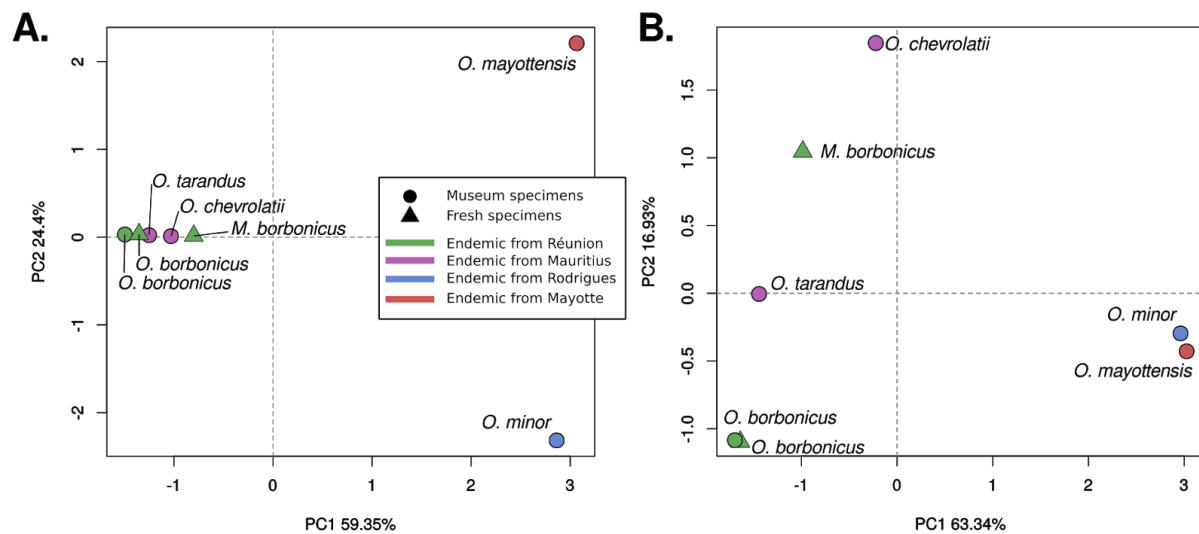 A.
2
1
0
-1
-2
PC2 24.4%
-1
0
1
2
3
PC1 59.35%
O. mayottensis
O. tarandus
O. chevrolatii
M. borbonicus
O. borbonicus
O. borbonicus
O. minor
Museum specimens
Fresh specimens
Endemic from Réunion
Endemic from Mauritius
Endemic from Rodrigues
Endemic from Mayotte
B.
1.5
1.0
0.5
0.0
-0.5
-1.0
PC2 16.93%
-1
0
1
2
3
PC1 63.34%
O. chevrolatii
M. borbonicus
O. tarandus
O. minor
O. mayottensis
O. borbonicus
O. borbonicus